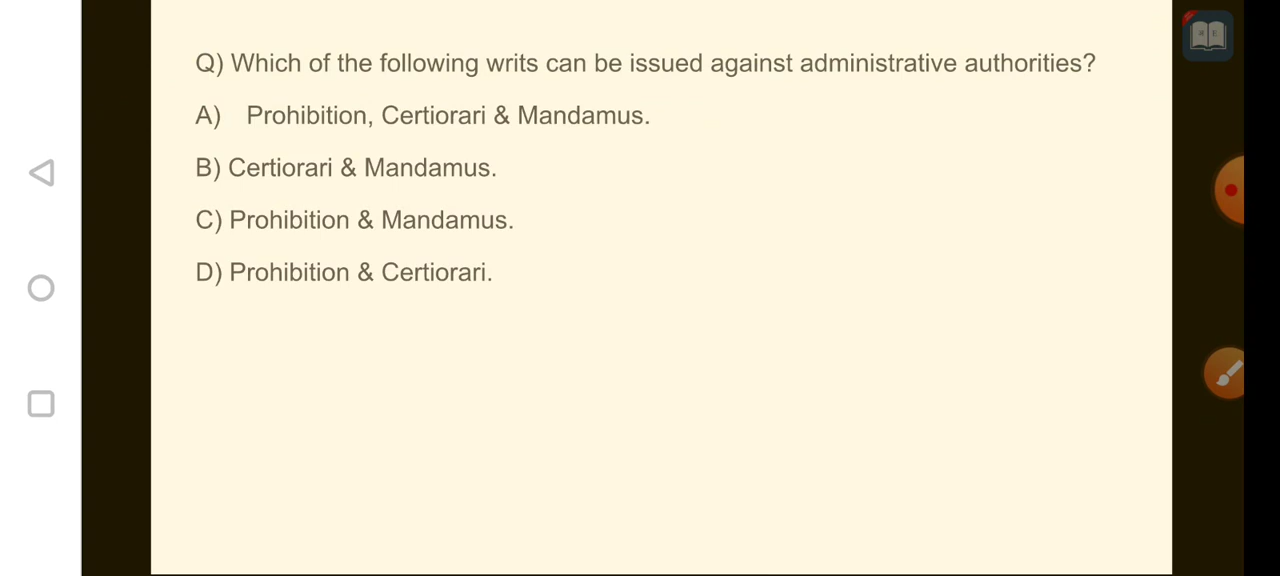 Q) Which of the following writs can be issued against administrative authorities?
A) Prohibition, Certiorari & Mandamus.
B) Certiorari & Mandamus.
C) Prohibition & Mandamus.
D) Prohibition & Certiorari.